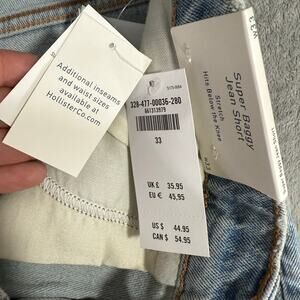 Additional inseams
and waist sizes
available at
HollisterCo.com
328-477-00036-280
33
UK £ 35.95
EU € 45,95
US $ 44.95
CAN $ 54.95
Super Baggy
Jean Short
Stretch
Hits Below the Knee